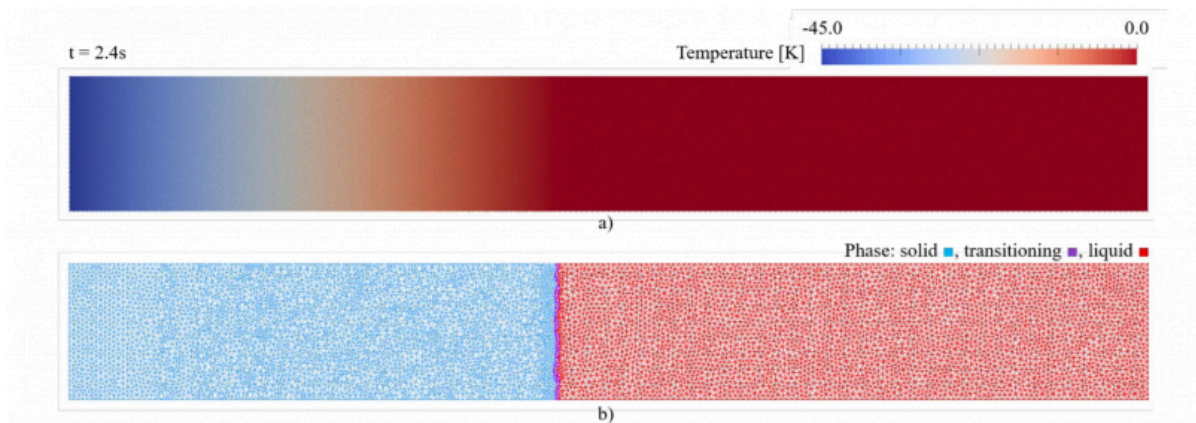 -45.0 0.0
t = 2.4s Temperature [K]
a)
Phase: solid ■, transitioning ■, liquid ■
b)